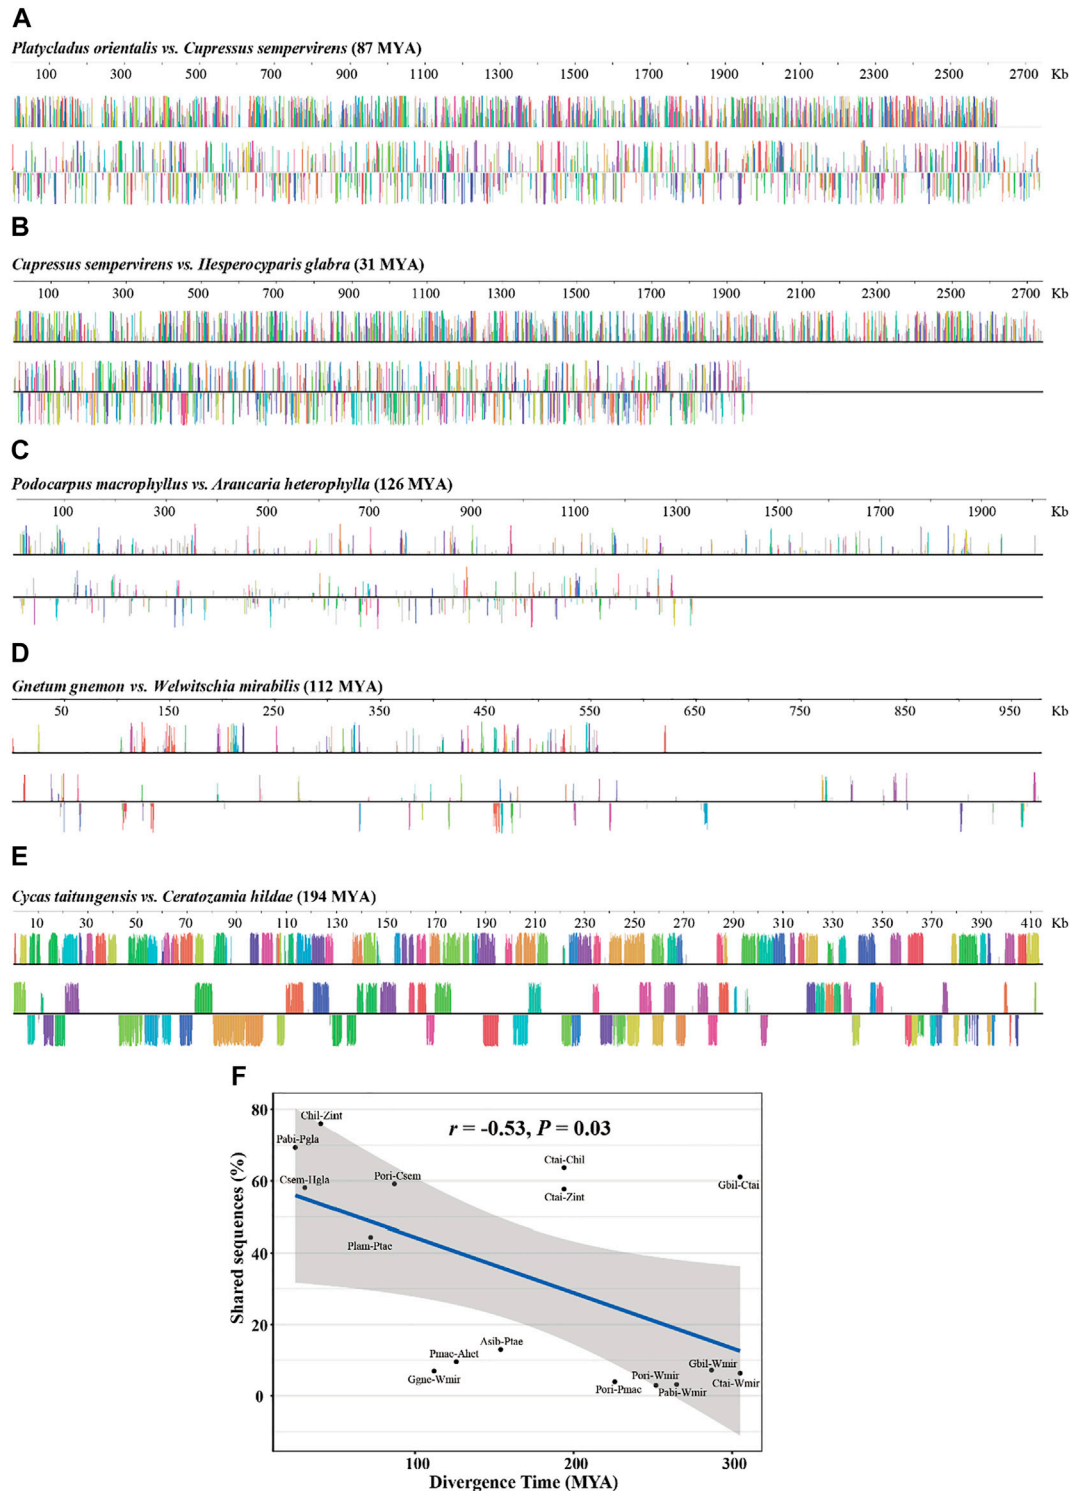 A
Platycladus orientalis vs. Cupressus sempervirens (87 MYA)
100 300 500 700 900 1100 1300 1500 1700 1900 2100 2300 2500 2700 Kb
B
Cupressus sempervirens vs. Hesperocyparis glabra (31 MYA)
100 300 500 700 900 1100 1300 1500 1700 1900 2100 2300 2500 2700 Kb
C
Podocarpus macrophyllus vs. Araucaria heterophylla (126 MYA)
100 300 500 700 900 1100 1300 1500 1700 1900 Kb
D
Gnetum gnemon vs. Welwitschia mirabilis (112 MYA)
50 150 250 350 450 550 650 750 850 950 Kb
E
Cycas taitungensis vs. Ceratozamia hildae (194 MYA)
10 30 50 70 90 110 130 150 170 190 210 230 250 270 290 310 330 350 370 390 410 Kb
F
80
60
40
20
0
Shared sequences (%)
r = -0.53, P = 0.03
Chil-Zint
Pabi-Pgla
Ctai-Chil
Csem-Hgla
Pori-Csem
Ctai-Zint
Gbil-Ctai
Plam-Ptae
Asib-Ptae
Pmac-Ahet
Ggne-Wmir
Gbil-Wmir
Pori-Wmir
Ctai-Wmir
Pori-Pmac
Pabi-Wmir
100 200 300
Divergence Time (MYA)